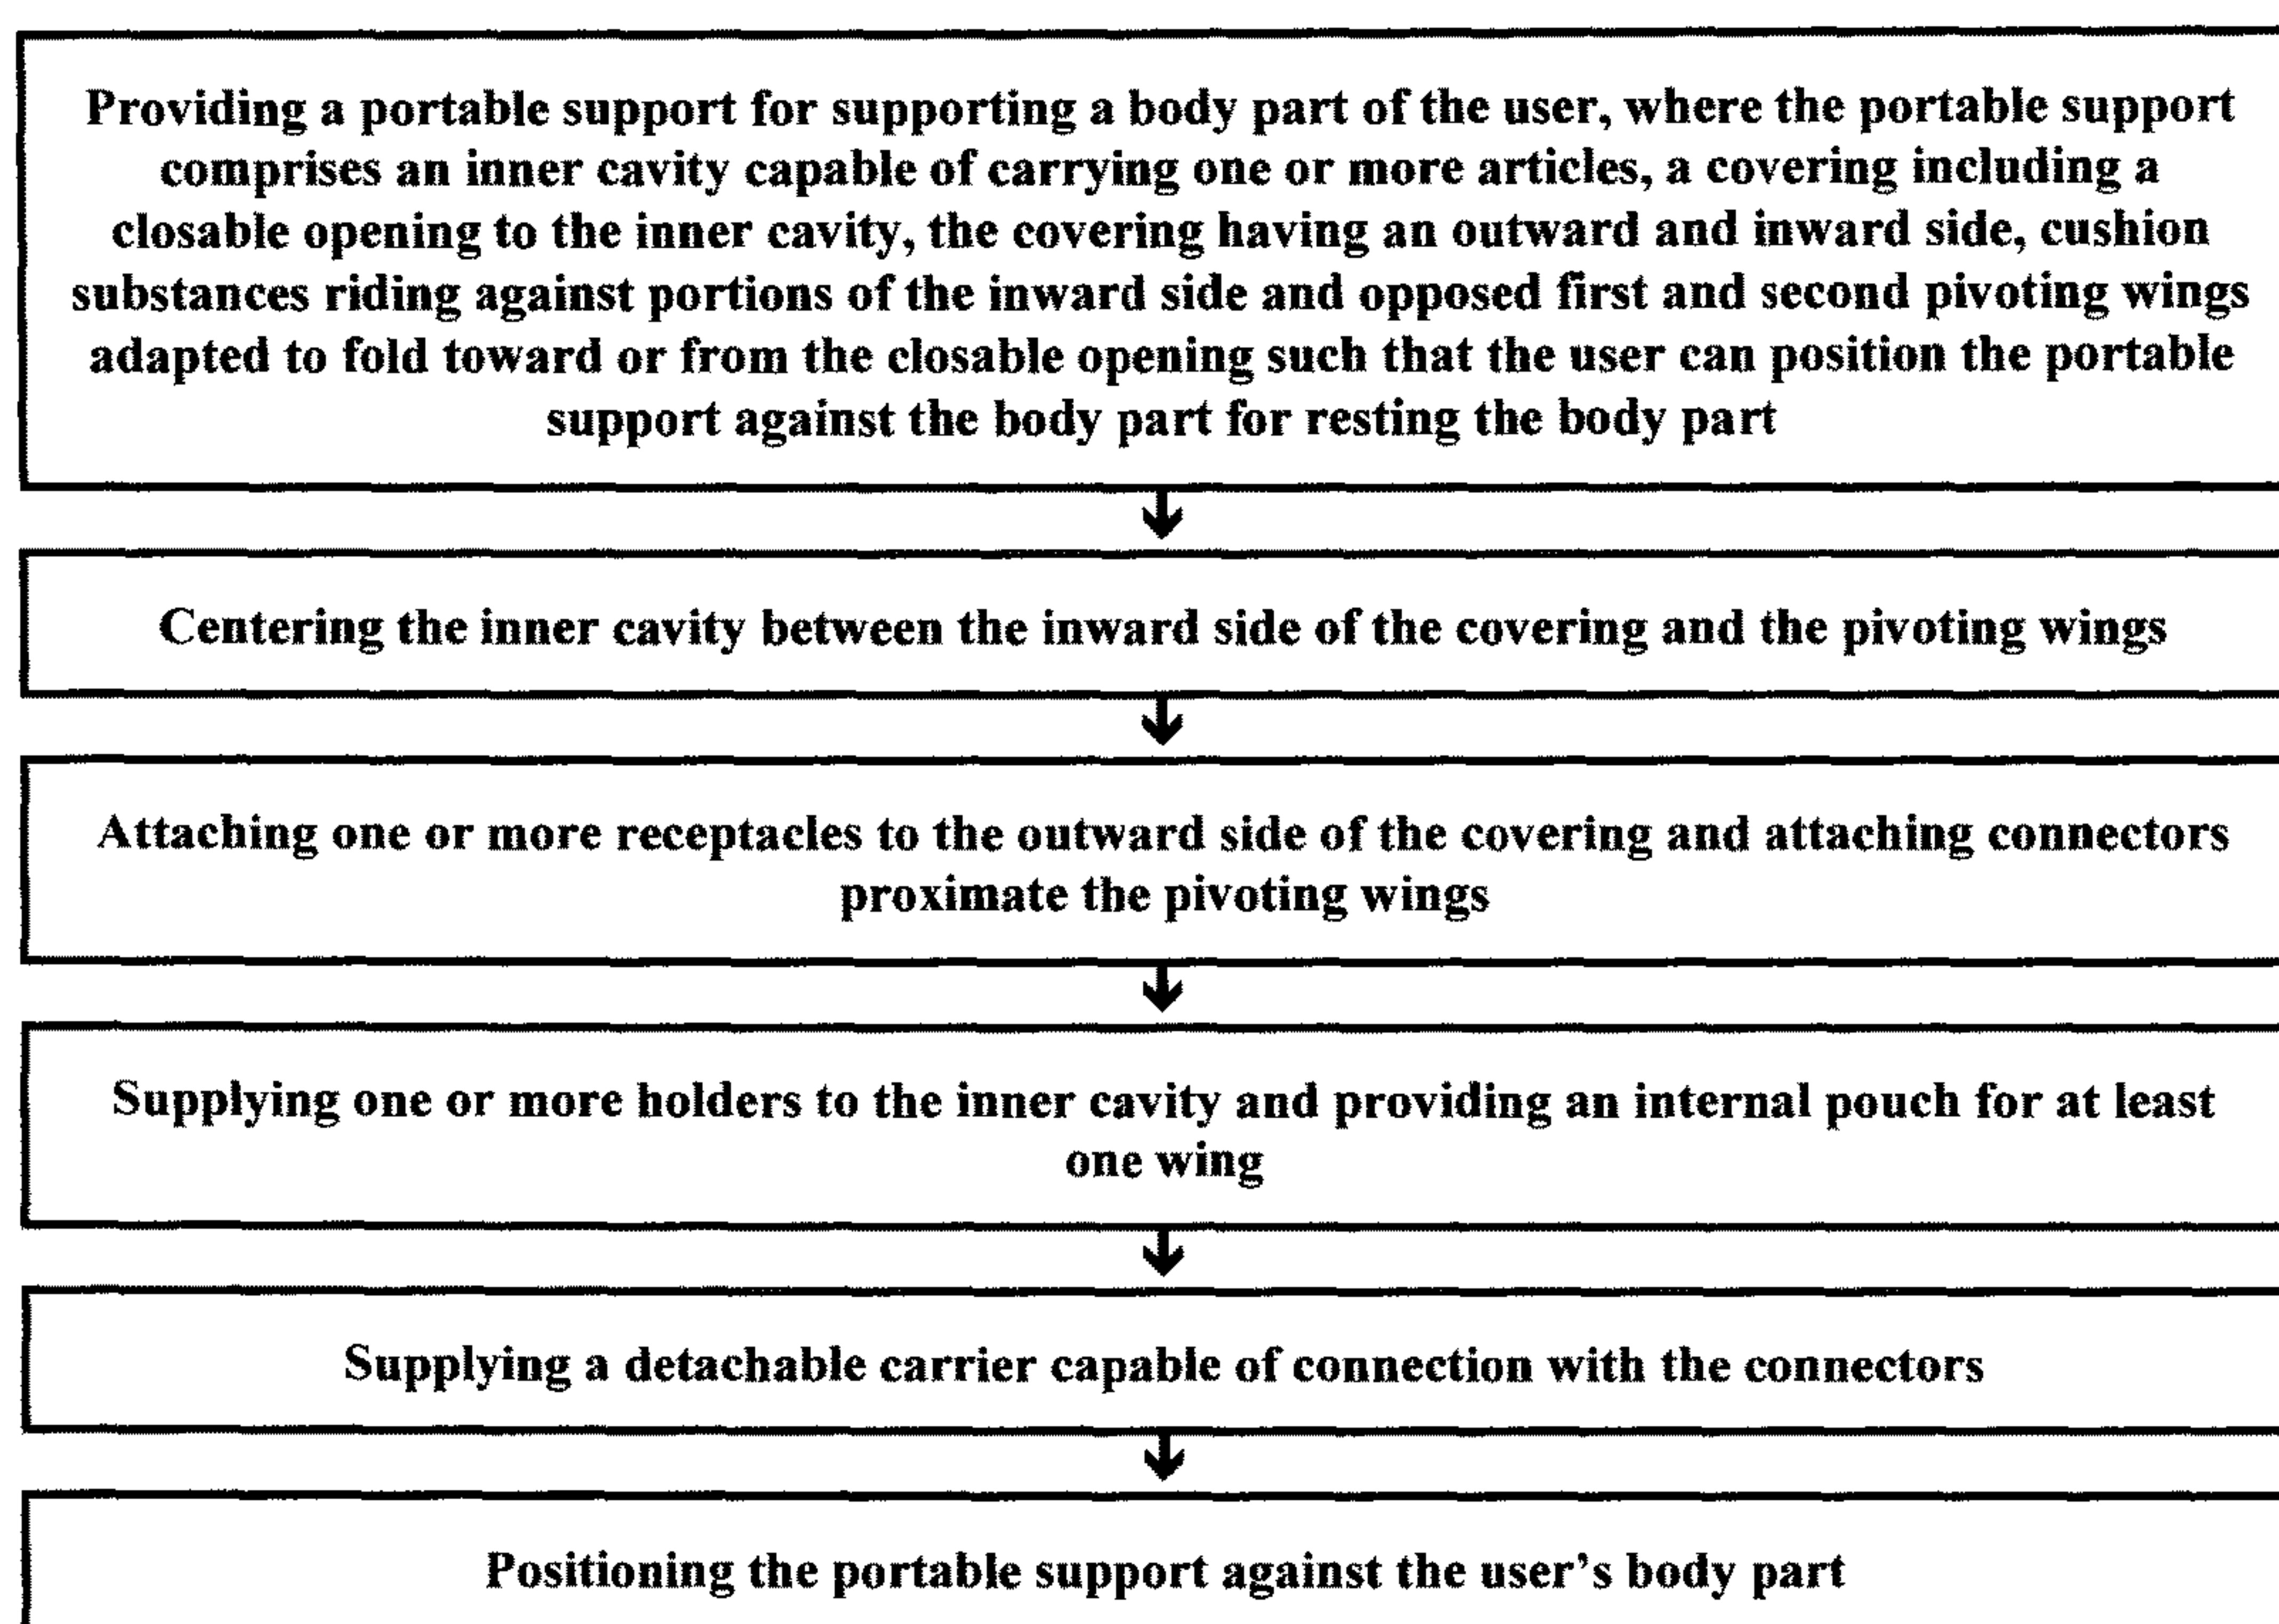 Providing a portable support for supporting a body part of the user, where the portable support
comprises an inner cavity capable of carrying one or more articles, a covering including a
closable opening to the inner cavity, the covering having an outward and inward side, cushion
substances riding against portions of the inward side and opposed first and second pivoting wings
adapted to fold toward or from the closable opening such that the user can position the portable
support against the body part for resting the body part
Centering the inner cavity between the inward side of the covering and the pivoting wings
Attaching one or more receptacles to the outward side of the covering and attaching connectors
proximate the pivoting wings
Supplying one or more holders to the inner cavity and providing an internal pouch for at least
one wing
Supplying a detachable carrier capable of connection with the connectors
Positioning the portable support against the user's body part